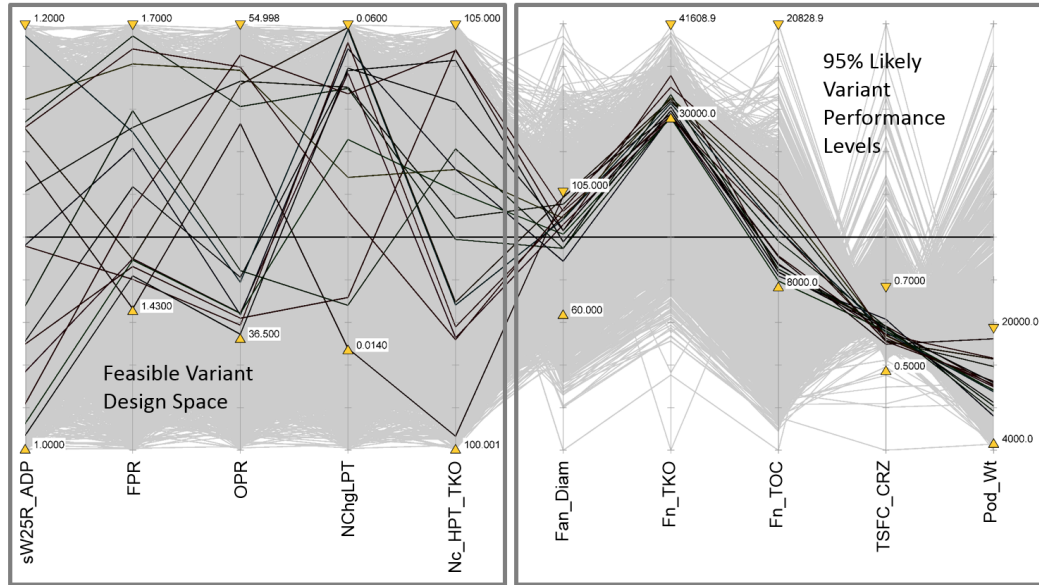 1.2000
1.7000
54.998
0.0600
105.000
41608.9
20828.9
95% Likely
Variant
Performance
Levels
30000.0
105.000
0.7000
8000.0
1.4300
60.000
20000.0
36.500
0.0140
0.5000
Feasible Variant
Design Space
1.0000
100.001
4000.0
sW25R_ADP
FPR
OPR
NChgLPT
Nc_HPT_TKO
Fan_Diam
Fn_TKO
Fn_TOC
TSFC_CRZ
Pod_Wt